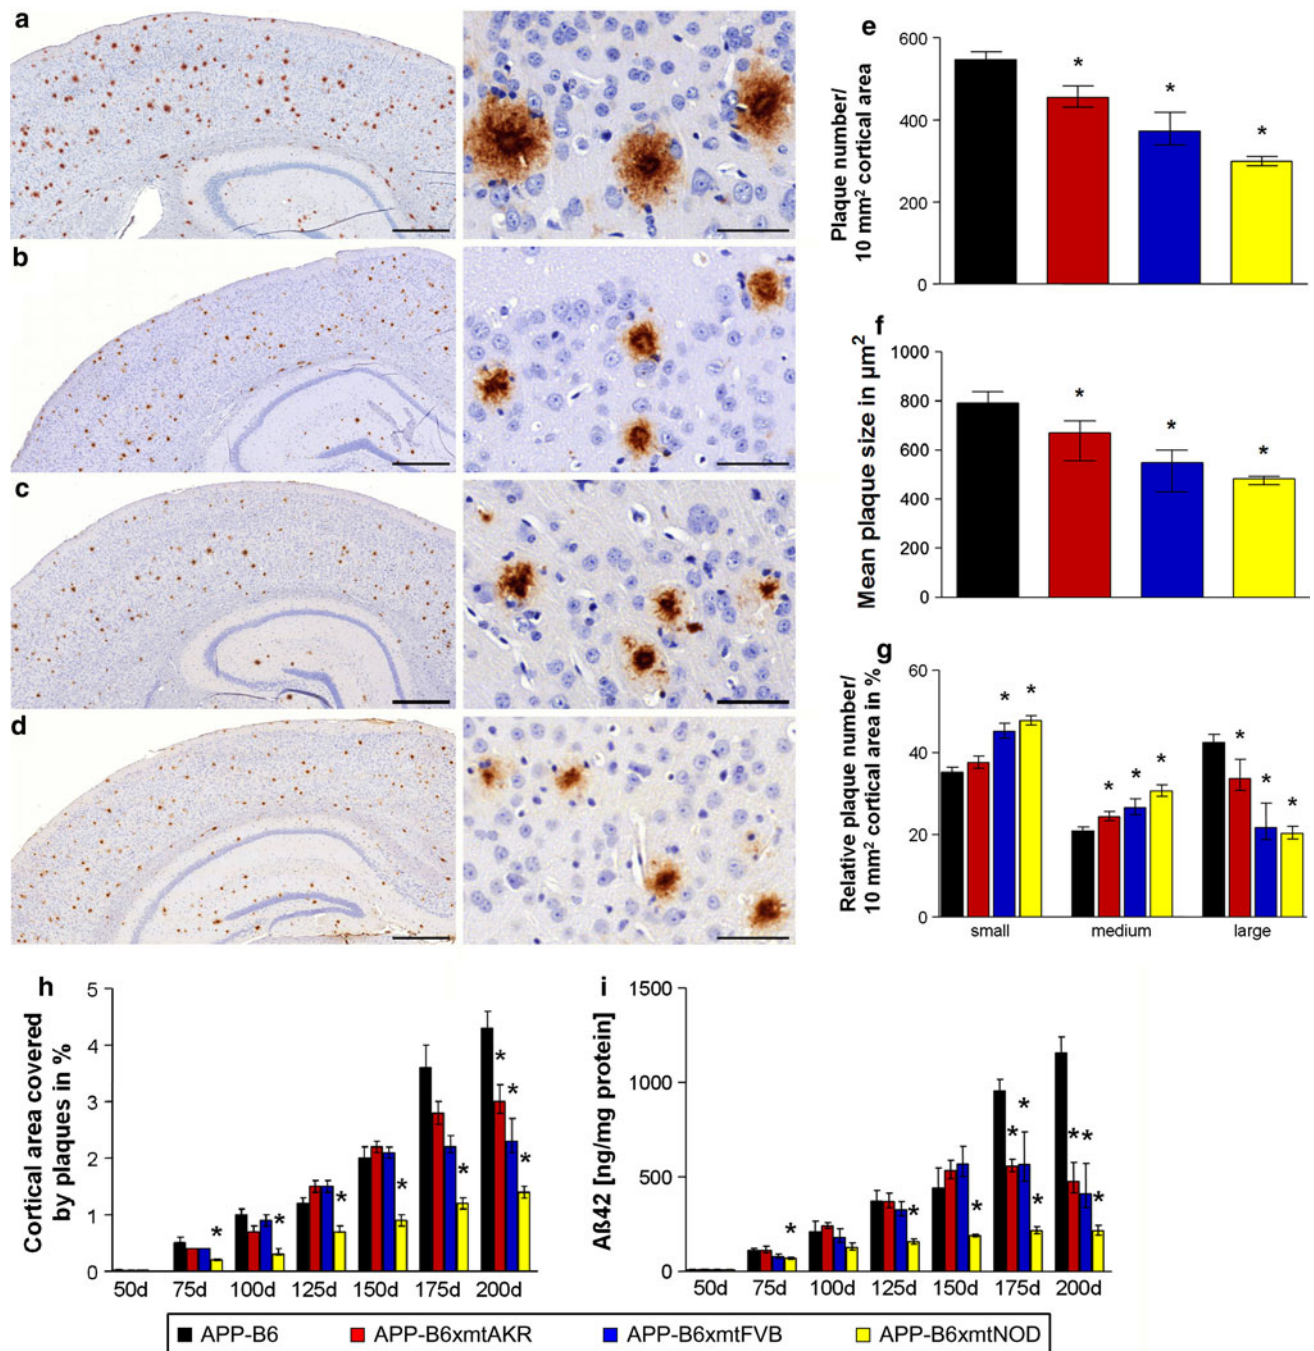 a
b
c
d
e
Plaque number/
10 mm² cortical area
600
400
200
0
*
*
*
f
Mean plaque size in µm²
1000
800
600
400
200
0
*
*
*
g
Relative plaque number/
10 mm² cortical area in %
60
40
20
0
* *
* * *
* * *
small medium large
h
Cortical area covered
by plaques in %
5
4
3
2
1
0
* * * * * * * *
50d 75d 100d 125d 150d 175d 200d
i
Aß42 [ng/mg protein]
1500
1000
500
0
* * * * * * * * *
50d 75d 100d 125d 150d 175d 200d
APP-B6 APP-B6xmtAKR APP-B6xmtFVB APP-B6xmtNOD